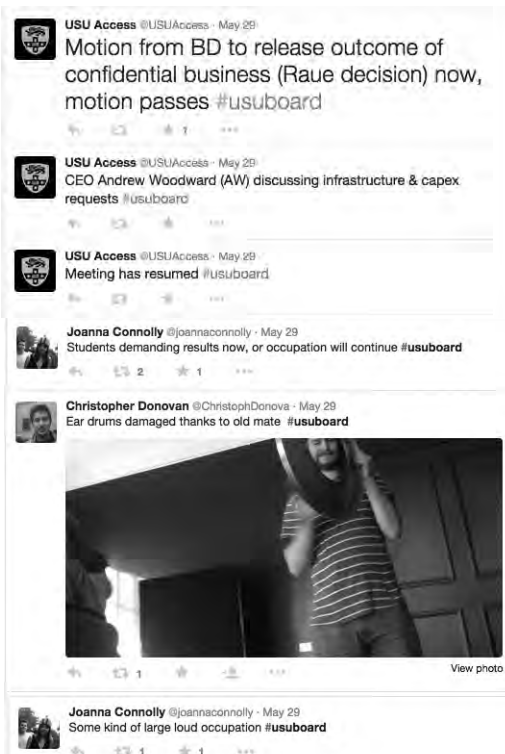 USU Access @USUAccess · May 29
Motion from BD to release outcome of
confidential business (Raue decision) now,
motion passes #usuboard
1
USU Access @USUAccess · May 29
CEO Andrew Woodward (AW) discussing infrastructure & capex
requests #usuboard
USU Access @USUAccess · May 29
Meeting has resumed #usuboard
Joanna Connolly @joannaconnolly · May 29
Students demanding results now, or occupation will continue #usuboard
2 1
Christopher Donovan @ChristophDonova · May 29
Ear drums damaged thanks to old mate #usuboard
1
View photo
Joanna Connolly @joannaconnolly · May 29
Some kind of large loud occupation #usuboard
1 1